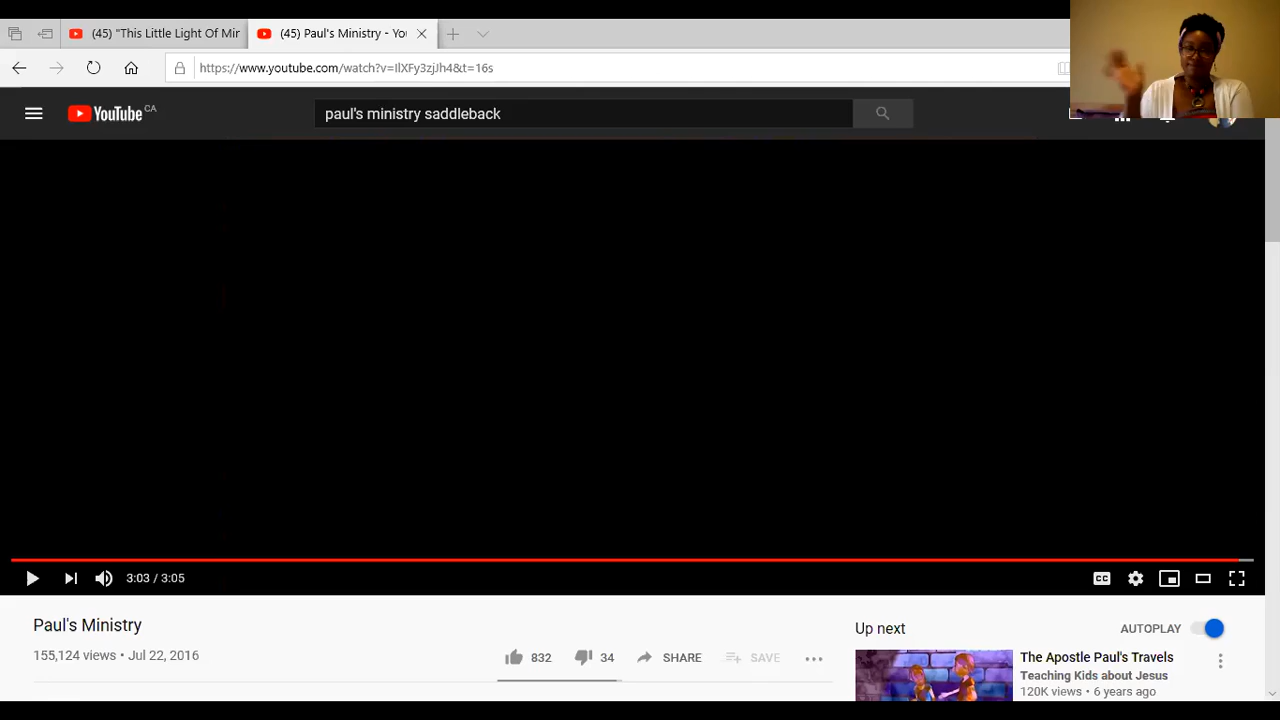 (45) "This Little Light Of Mir
(45) Paul's Ministry - You
https://www.youtube.com/watch?v=IlXFy3zjJh4&t=16s
YouTube CA
paul's ministry saddleback
3:03 / 3:05
CC
Paul's Ministry
155,124 views • Jul 22, 2016
832
34
SHARE
SAVE
Up next
AUTOPLAY
The Apostle Paul's Travels
Teaching Kids about Jesus
120K views • 6 years ago